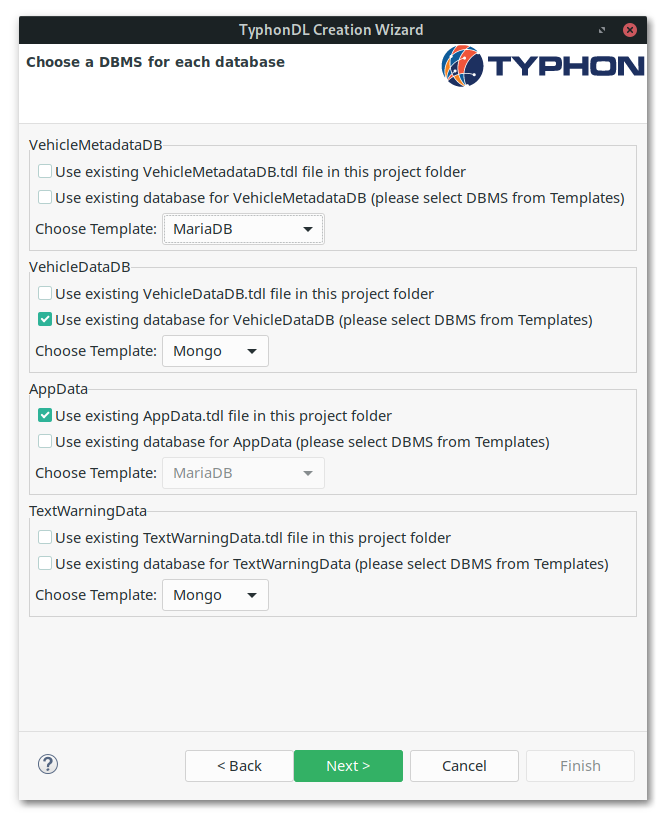 TyphonDL Creation Wizard
Choose a DBMS for each database
TYPHON
VehicleMetadataDB
Use existing VehicleMetadataDB.tdl file in this project folder
Use existing database for VehicleMetadataDB (please select DBMS from Templates)
Choose Template: MariaDB
VehicleDataDB
Use existing VehicleDataDB.tdl file in this project folder
Use existing database for VehicleDataDB (please select DBMS from Templates)
Choose Template: Mongo
AppData
Use existing AppData.tdl file in this project folder
Use existing database for AppData (please select DBMS from Templates)
Choose Template: MariaDB
TextWarningData
Use existing TextWarningData.tdl file in this project folder
Use existing database for TextWarningData (please select DBMS from Templates)
Choose Template: Mongo
? < Back Next > Cancel Finish